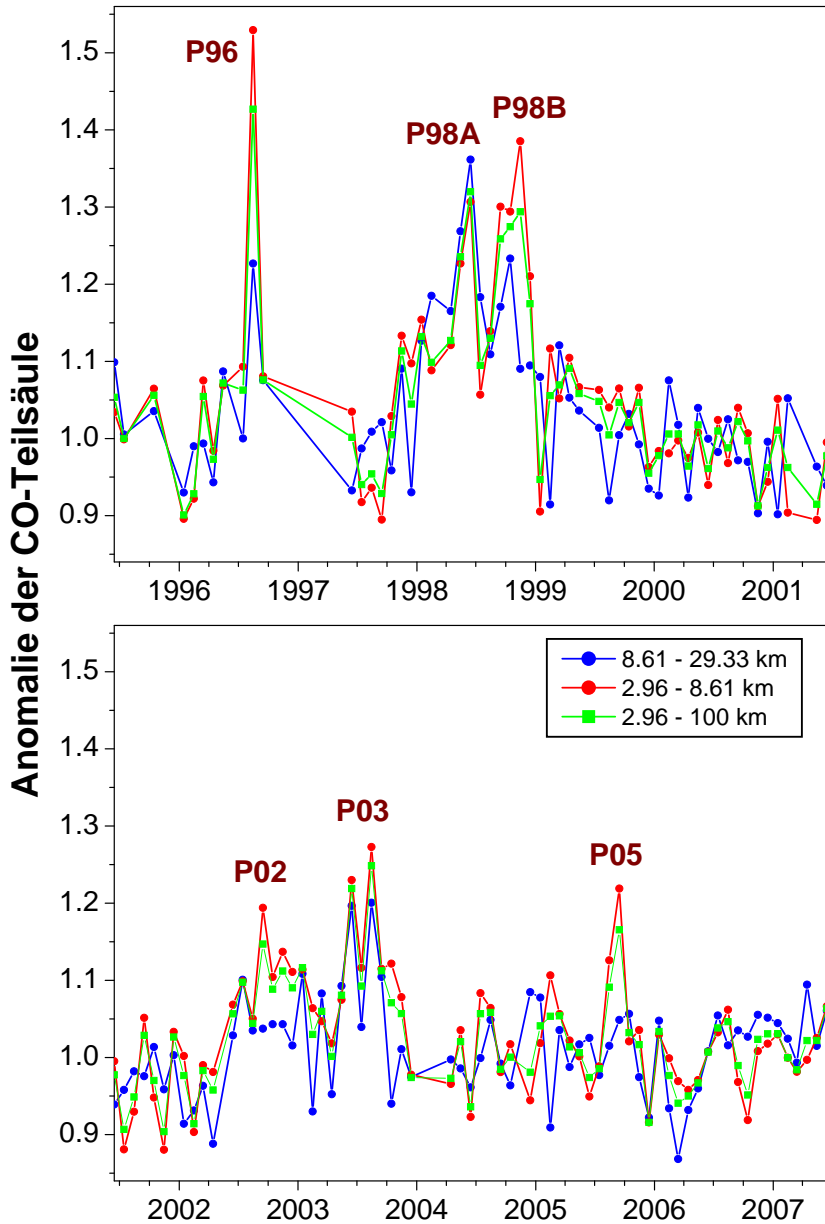 Anomalie der CO-Teilsäule
1.5
1.4
1.3
1.2
1.1
1.0
0.9
P96
P98A
P98B
1996 1997 1998 1999 2000 2001
1.5
1.4
1.3
1.2
1.1
1.0
0.9
8.61 - 29.33 km
2.96 - 8.61 km
2.96 - 100 km
P02
P03
P05
2002 2003 2004 2005 2006 2007